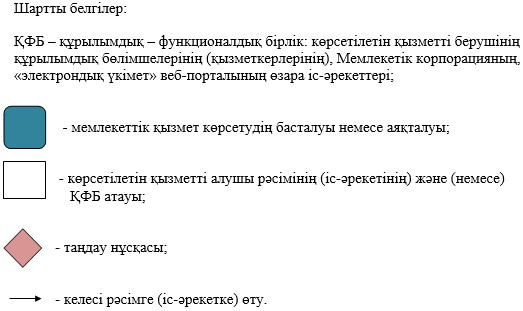 Шартты белгілер:
ҚФБ – құрылымдық – функционалдық бірлік: көрсетілетін қызметті берушінің
құрылымдық бөлімшелерінің (қызметкерлерінің), Мемлекетік корпорацияның,
«электрондық үкімет» веб-порталының өзара іс-әрекеттері;
- мемлекеттік қызмет көрсетудің басталуы немесе аяқталуы;
- көрсетілетін қызметті алушы рәсімінің (іс-әрекетінің) және (немесе)
ҚФБ атауы;
- таңдау нұсқасы;
- келесі рәсімге (іс-әрекетке) өту.